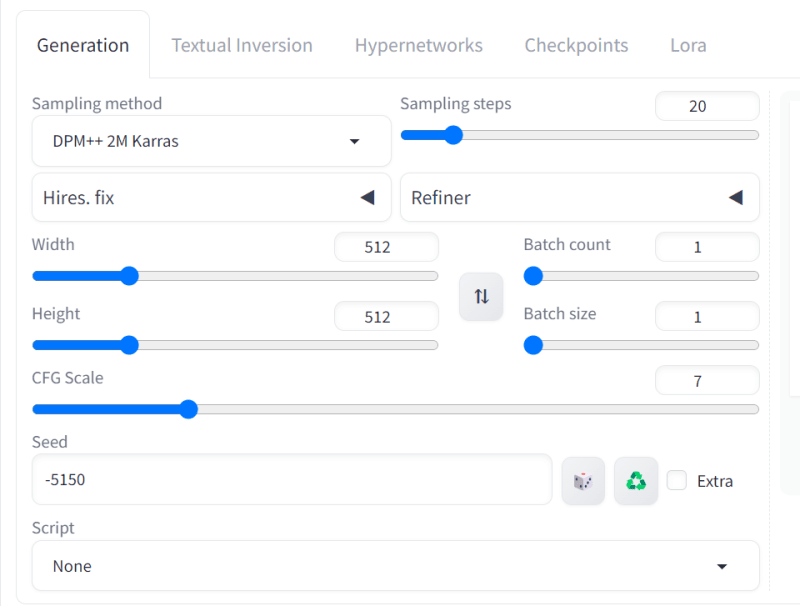 Generation Textual Inversion Hypernetworks Checkpoints Lora
Sampling method
DPM++ 2M Karras
Sampling steps 20
Hires. fix
Refiner
Width 512
Height 512
Batch count 1
Batch size 1
CFG Scale 7
Seed
-5150
Extra
Script
None